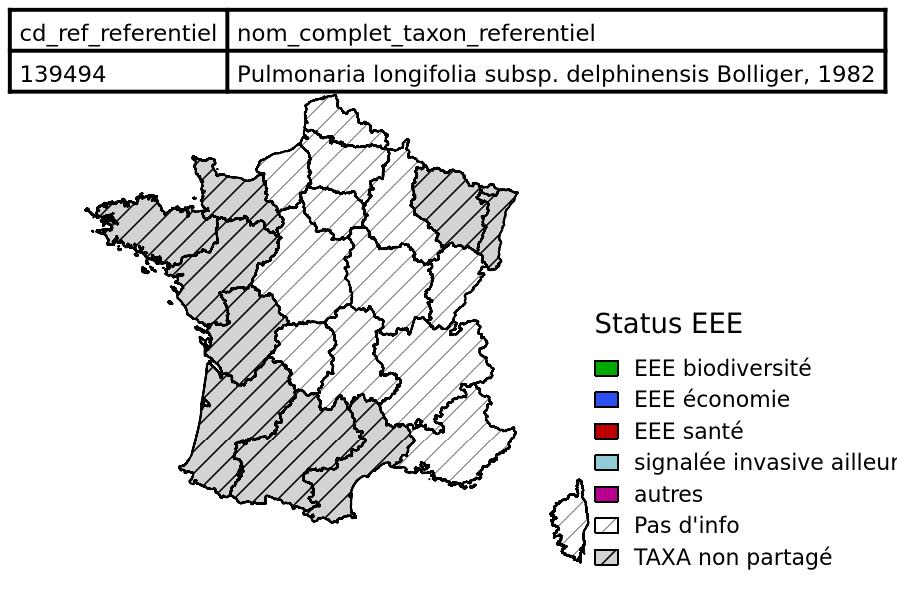 cd_ref_referentiel nom_complet_taxon_referentiel
139494 Pulmonaria longifolia subsp. delphinensis Bolliger, 1982
Status EEE
EEE biodiversité
EEE économie
EEE santé
signalée invasive ailleur
autres
Pas d'info
TAXA non partagé